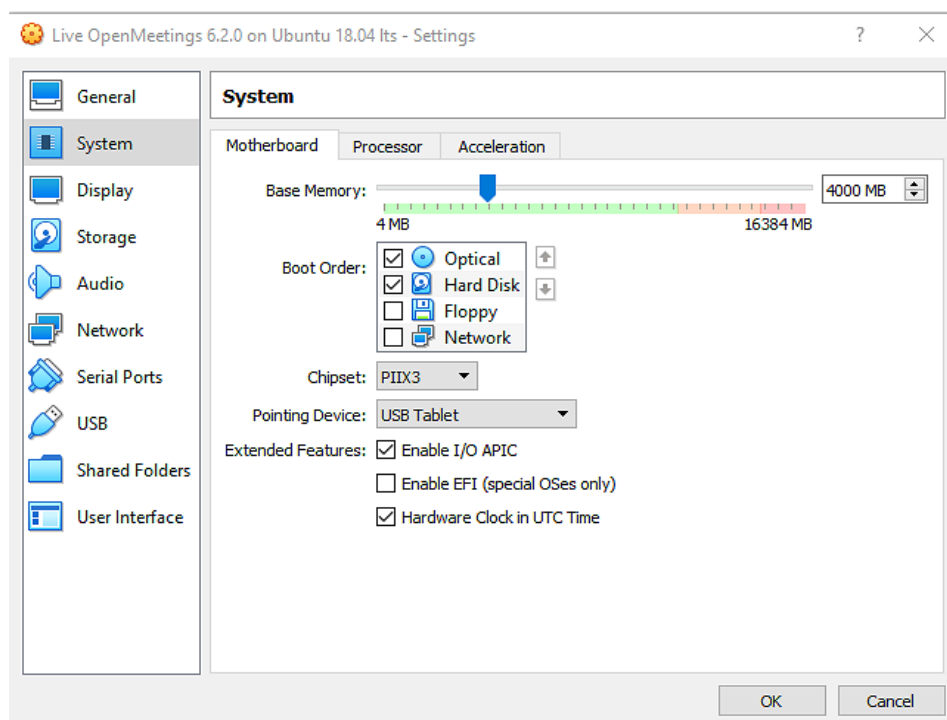 Live OpenMeetings 6.2.0 on Ubuntu 18.04 lts - Settings
?
General
System
Display
Storage
Audio
Network
Serial Ports
USB
Shared Folders
User Interface
System
Motherboard Processor Acceleration
Base Memory: 4000 MB
4 MB 16384 MB
Boot Order: Optical
Hard Disk
Floppy
Network
Chipset: PIIX3
Pointing Device: USB Tablet
Extended Features: Enable I/O APIC
Enable EFI (special OSes only)
Hardware Clock in UTC Time
OK Cancel